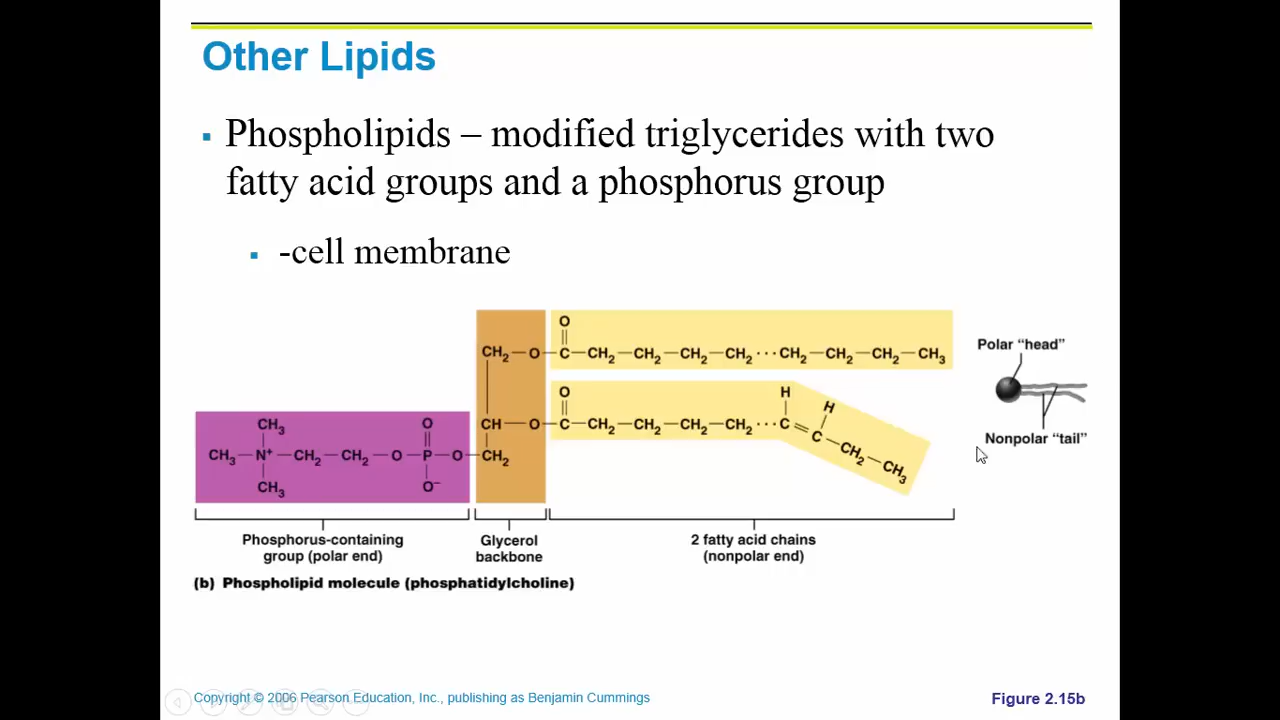 Other Lipids
▪ Phospholipids – modified triglycerides with two
fatty acid groups and a phosphorus group
▪ -cell membrane
O
CH₂—O—C—CH₂—CH₂—CH₂—CH₂···CH₂—CH₂—CH₂—CH₃
Polar “head”
O
H
H
CH—O—C—CH₂—CH₂—CH₂—CH₂···C=C—CH₂—CH₃
Nonpolar “tail”
CH₃
O
CH₃—N⁺—CH₂—CH₂—O—P—O—CH₂
CH₃
O⁻
Phosphorus-containing
group (polar end)
Glycerol
backbone
2 fatty acid chains
(nonpolar end)
(b) Phospholipid molecule (phosphatidylcholine)
Copyright © 2006 Pearson Education, Inc., publishing as Benjamin Cummings
Figure 2.15b